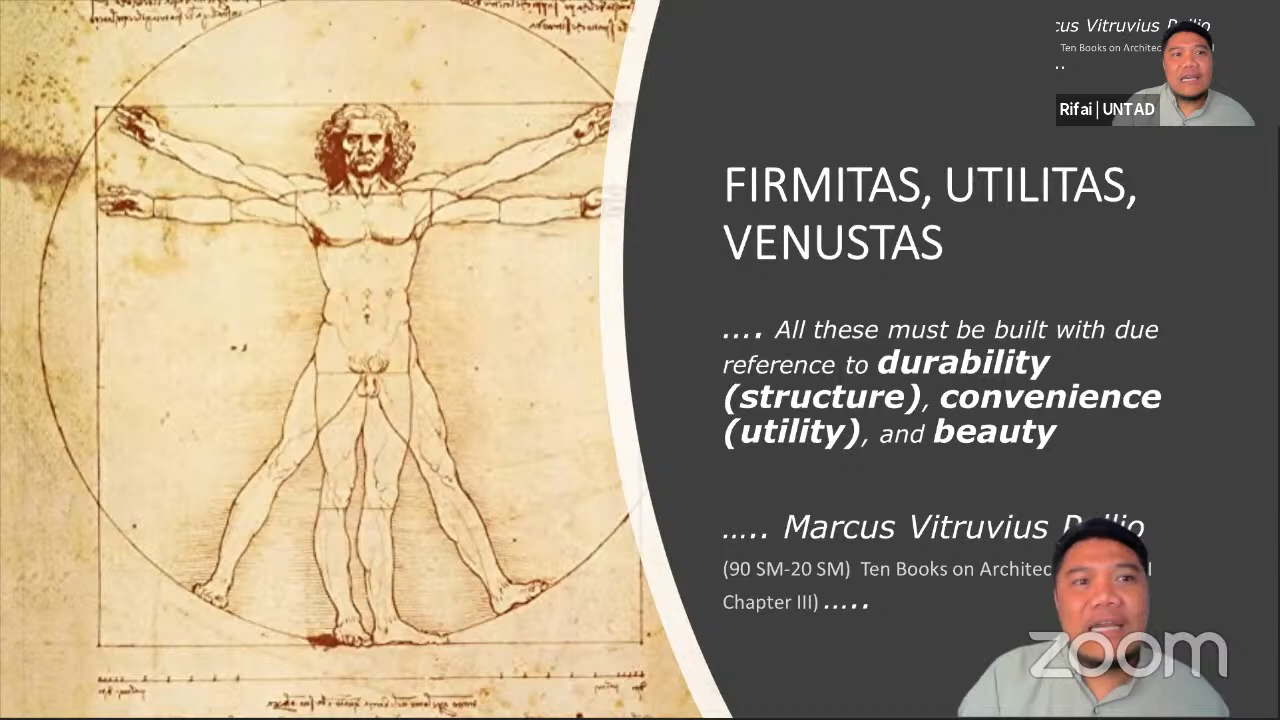 cus Vitruvius Pollio
Ten Books on Architec
..
Rifai | UNTAD
FIRMITAS, UTILITAS,
VENUSTAS
.... All these must be built with due
reference to durability
(structure), convenience
(utility), and beauty
..... Marcus Vitruvius Pollio
(90 SM-20 SM) Ten Books on Architec I
Chapter III) .....
zoom